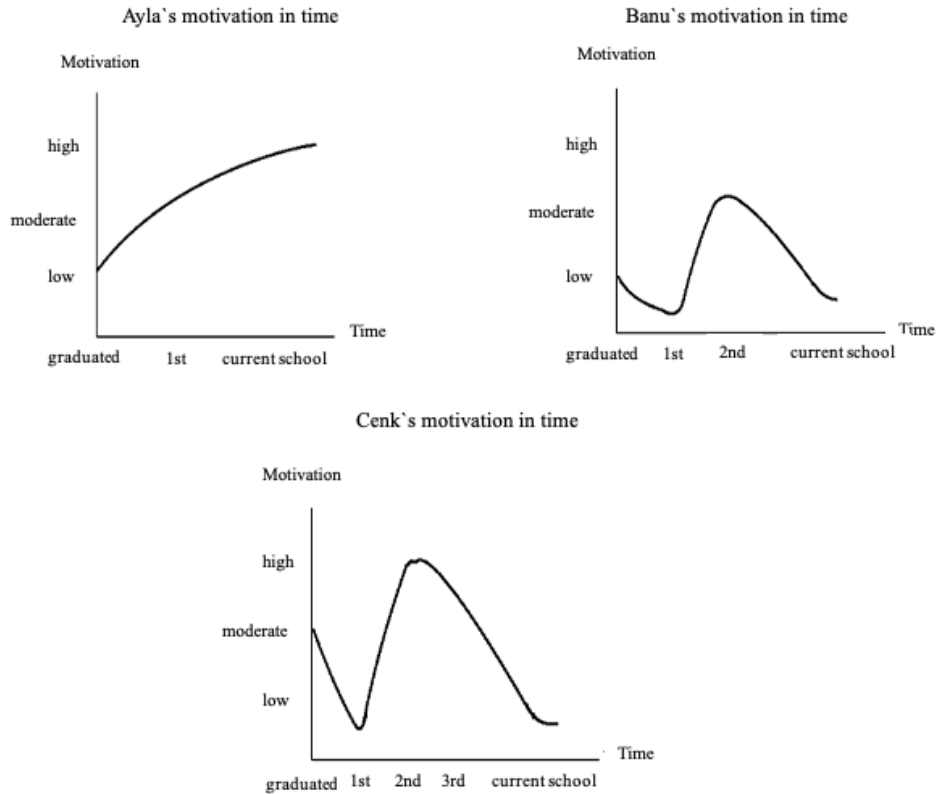 Ayla`s motivation in time
Motivation
high
moderate
low
Time
graduated 1st current school
Banu`s motivation in time
Motivation
high
moderate
low
Time
graduated 1st 2nd current school
Cenk`s motivation in time
Motivation
high
moderate
low
Time
graduated 1st 2nd 3rd current school